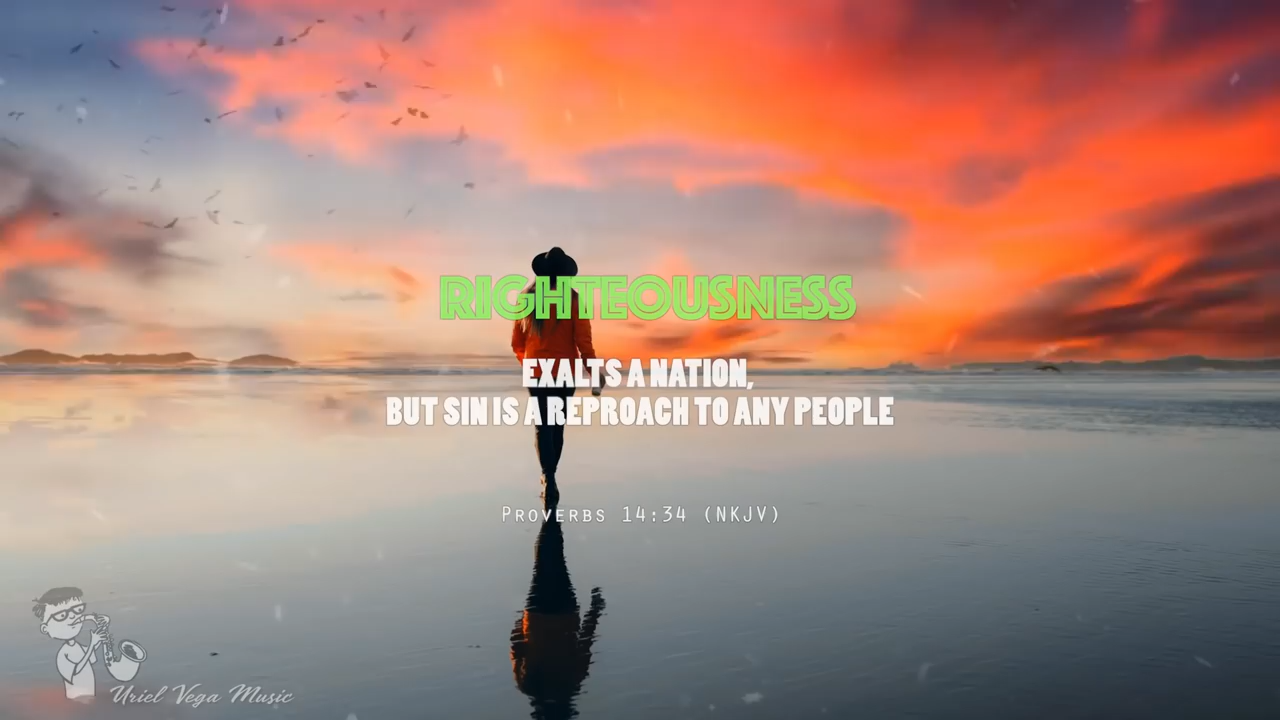 RIGHTEOUSNESS
EXALTS A NATION,
BUT SIN IS A REPROACH TO ANY PEOPLE
PROVERBS 14:34 (NKJV)
Uriel Vega Music